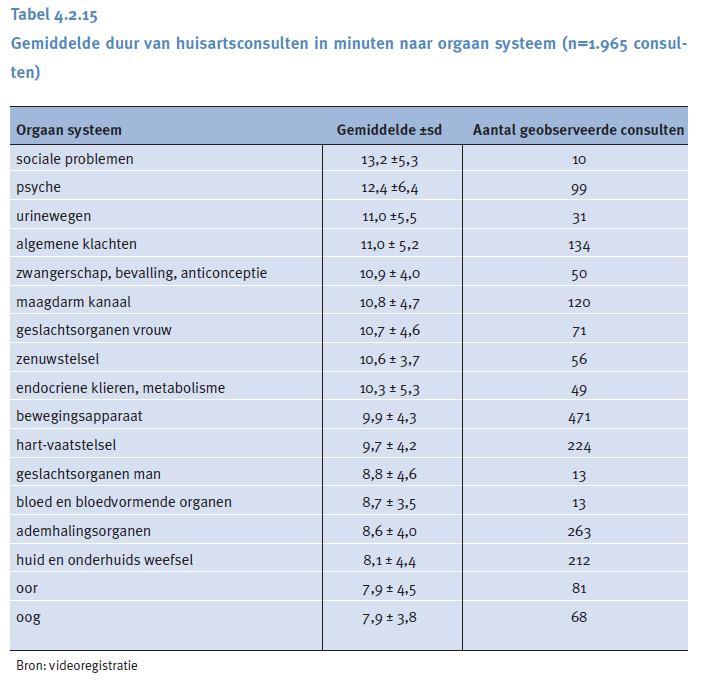 Tabel 4.2.15
Gemiddelde duur van huisartsconsulten in minuten naar orgaan systeem (n=1.965 consul-
ten)
Orgaan systeem Gemiddelde ±sd Aantal geobserveerde consulten
sociale problemen 13,2 ±5,3 10
psyche 12,4 ±6,4 99
urinewegen 11,0 ±5,5 31
algemene klachten 11,0 ± 5,2 134
zwangerschap, bevalling, anticonceptie 10,9 ± 4,0 50
maagdarm kanaal 10,8 ± 4,7 120
geslachtsorganen vrouw 10,7 ± 4,6 71
zenuwstelsel 10,6 ± 3,7 56
endocriene klieren, metabolisme 10,3 ± 5,3 49
bewegingsapparaat 9,9 ± 4,3 471
hart-vaatstelsel 9,7 ± 4,2 224
geslachtsorganen man 8,8 ± 4,6 13
bloed en bloedvormende organen 8,7 ± 3,5 13
ademhalingsorganen 8,6 ± 4,0 263
huid en onderhuids weefsel 8,1 ± 4,4 212
oor 7,9 ± 4,5 81
oog 7,9 ± 3,8 68
Bron: videoregistratie